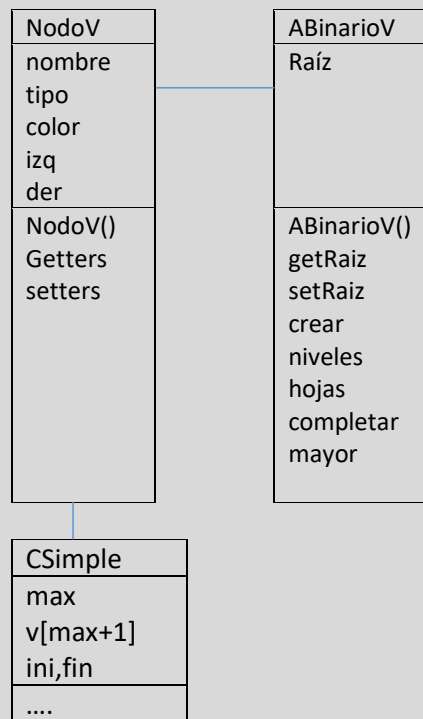 NodoV
nombre
tipo
color
izq
der
NodoV()
Getters
setters
ABinarioV
Raíz
ABinarioV()
getRaiz
setRaiz
crear
niveles
hojas
completar
mayor
CSimple
max
v[max+1]
ini,fin
....